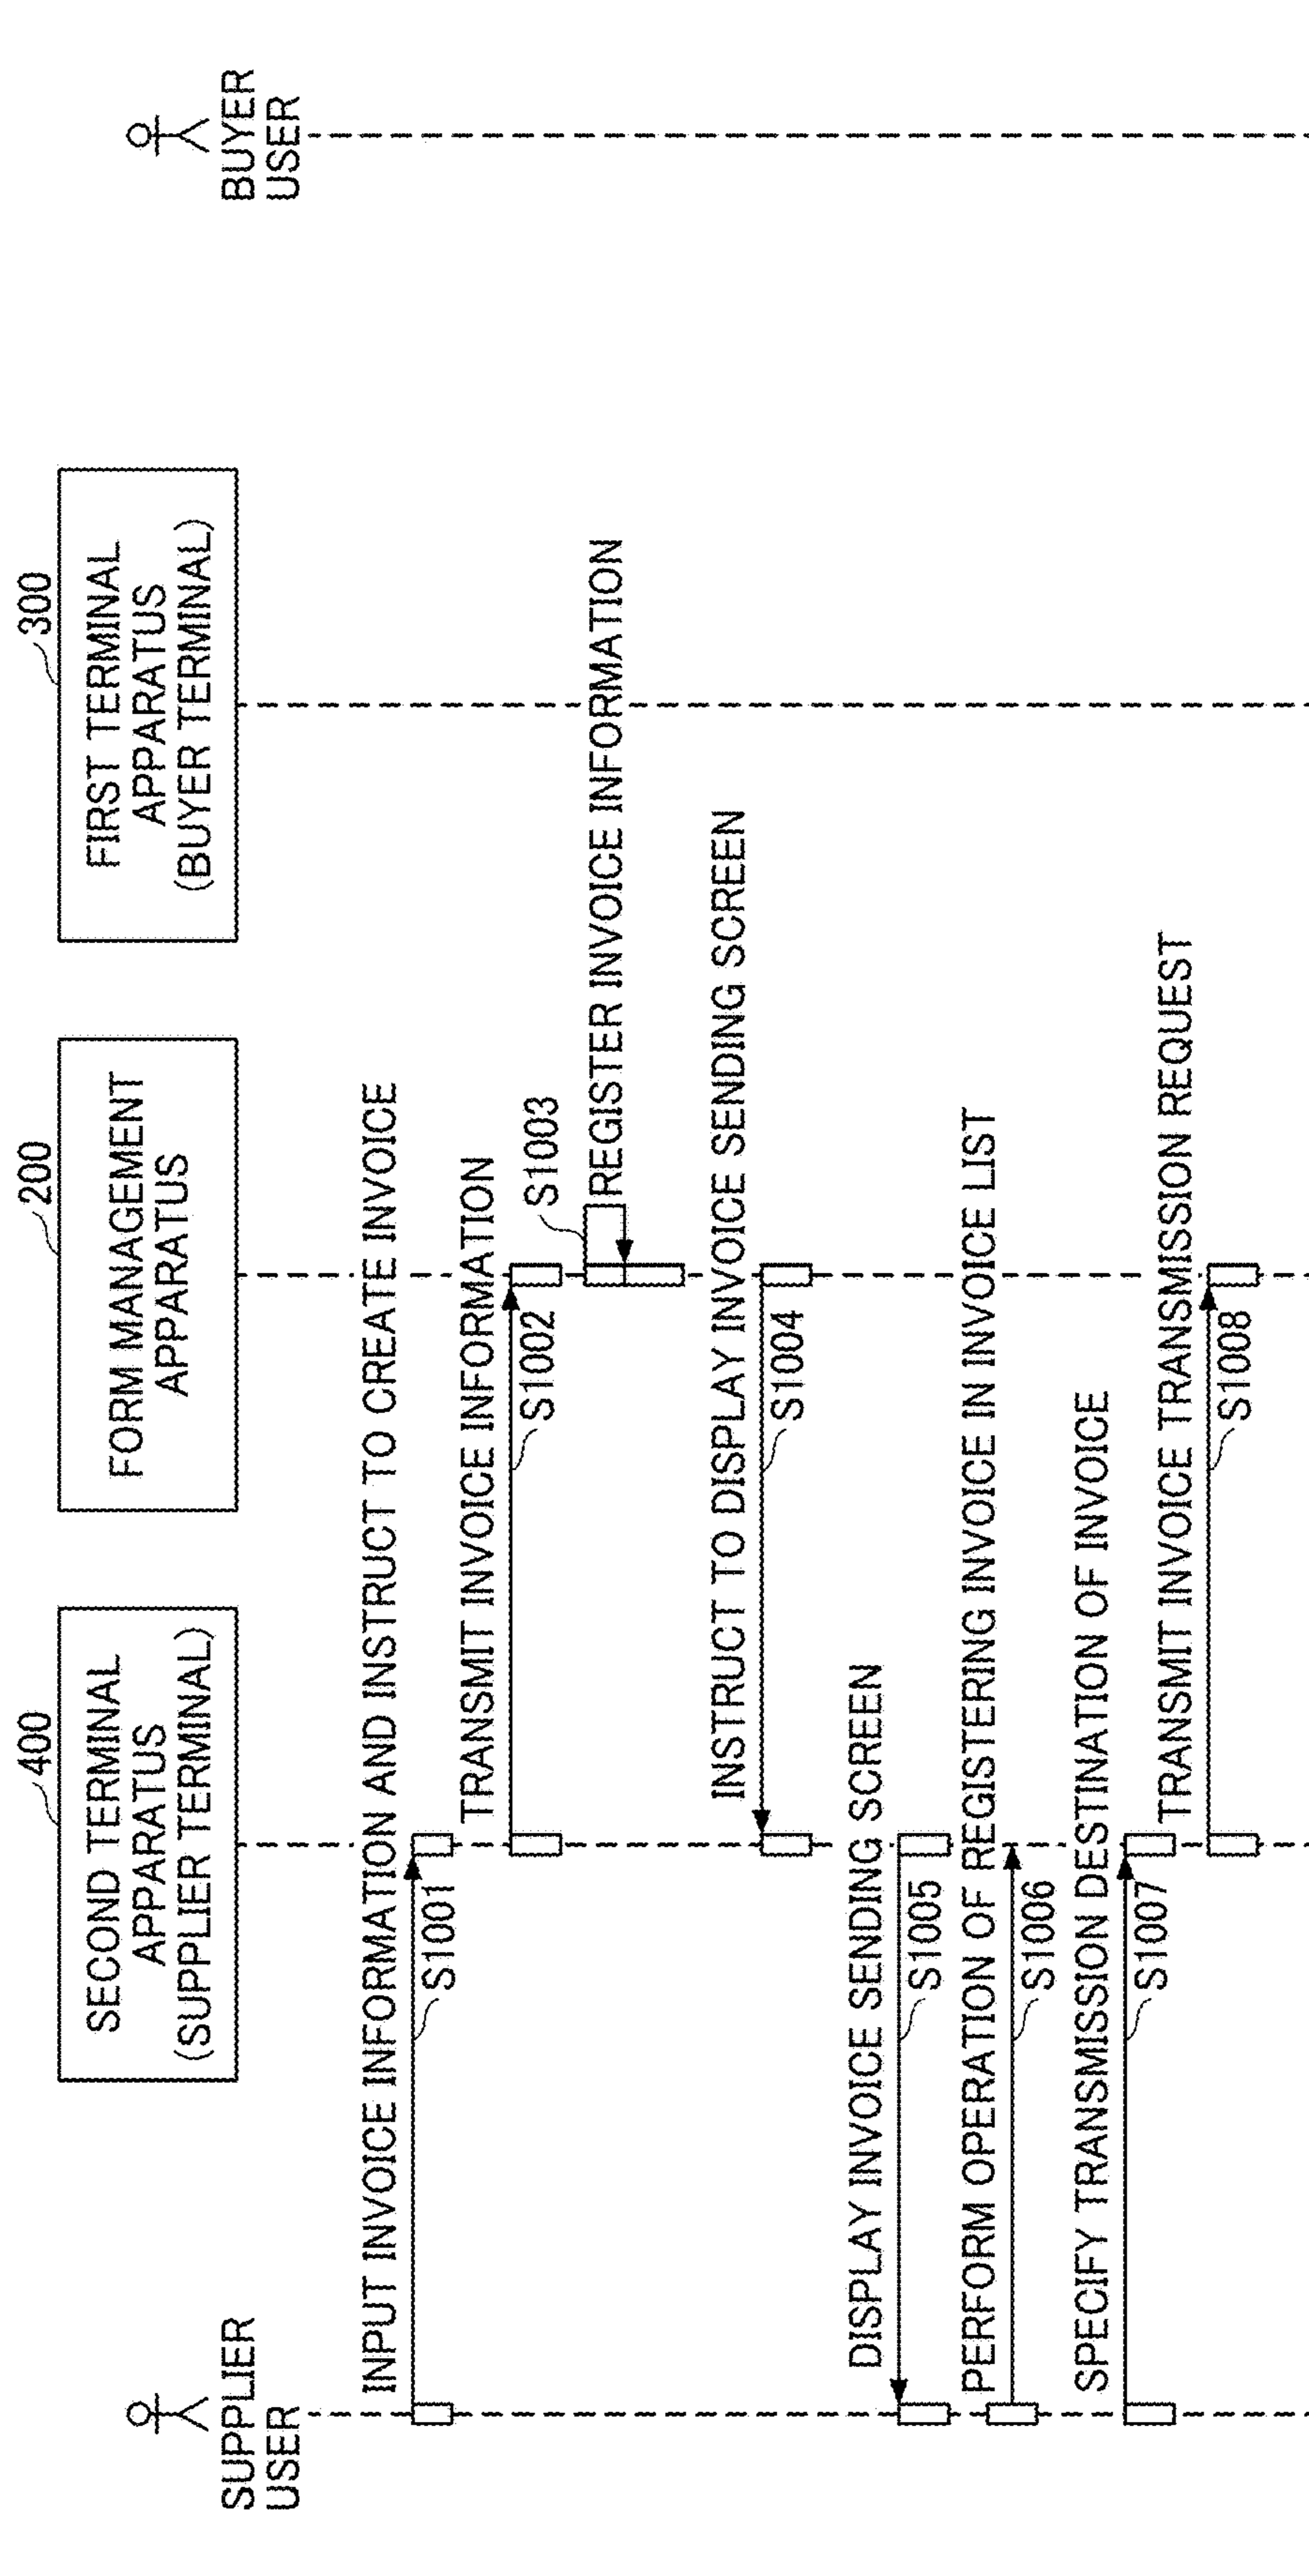 SUPPLIER
USER
400
SECOND TERMINAL
APPARATUS
(SUPPLIER TERMINAL)
200
FORM MANAGEMENT
APPARATUS
300
FIRST TERMINAL
APPARATUS
(BUYER TERMINAL)
BUYER
USER
INPUT INVOICE INFORMATION AND INSTRUCT TO CREATE INVOICE
S1001
TRANSMIT INVOICE INFORMATION
S1002
S1003
REGISTER INVOICE INFORMATION
INSTRUCT TO DISPLAY INVOICE SENDING SCREEN
S1004
DISPLAY INVOICE SENDING SCREEN
S1005
PERFORM OPERATION OF REGISTERING INVOICE IN INVOICE LIST
S1006
SPECIFY TRANSMISSION DESTINATION OF INVOICE
S1007
TRANSMIT INVOICE TRANSMISSION REQUEST
S1008